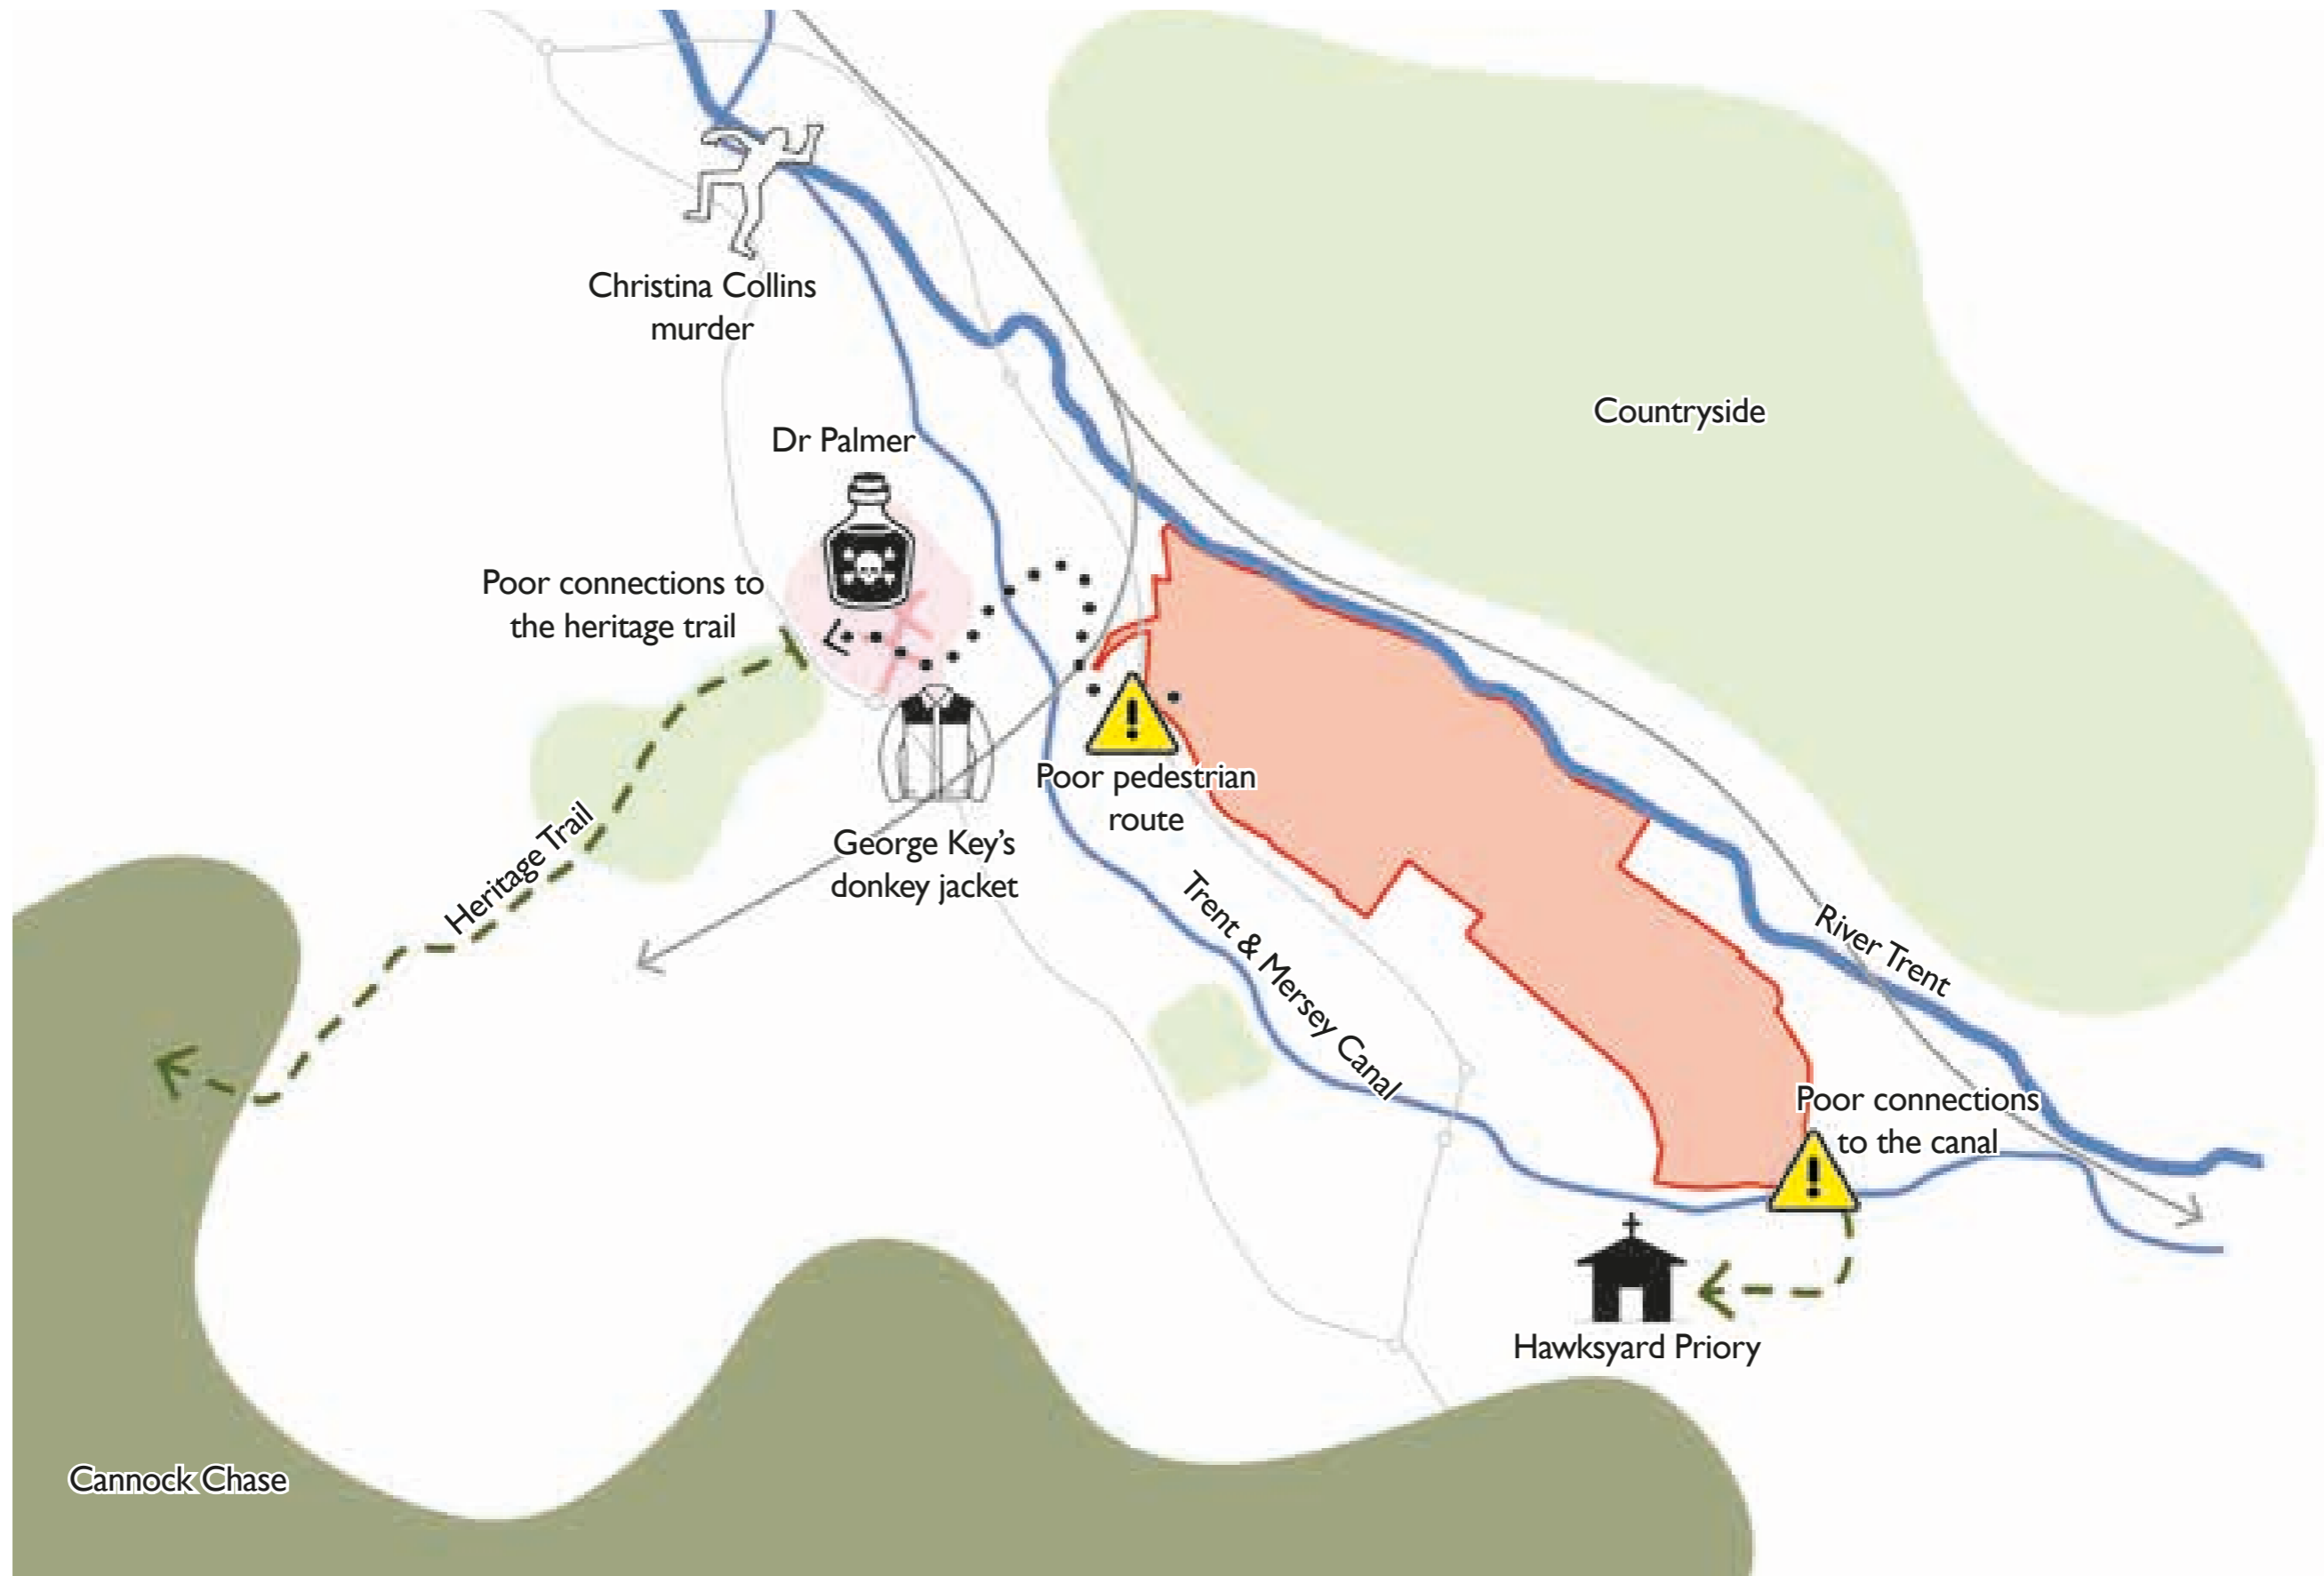 Christina Collins
murder
Countryside
Dr Palmer
Poor connections to
the heritage trail
Poor pedestrian
route
George Key's
donkey jacket
Heritage Trail
Trent & Mersey Canal
River Trent
Poor connections
to the canal
Hawksyard Priory
Cannock Chase